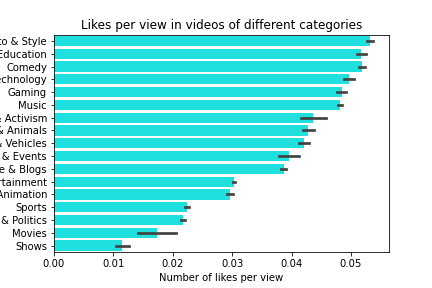 Likes per view in videos of different categories
to & Style
Education
Comedy
echnology
Gaming
Music
& Activism
& Animals
& Vehicles
& Events
e & Blogs
rtainment
Animation
Sports
& Politics
Movies
Shows
0.00 0.01 0.02 0.03 0.04 0.05
Number of likes per view